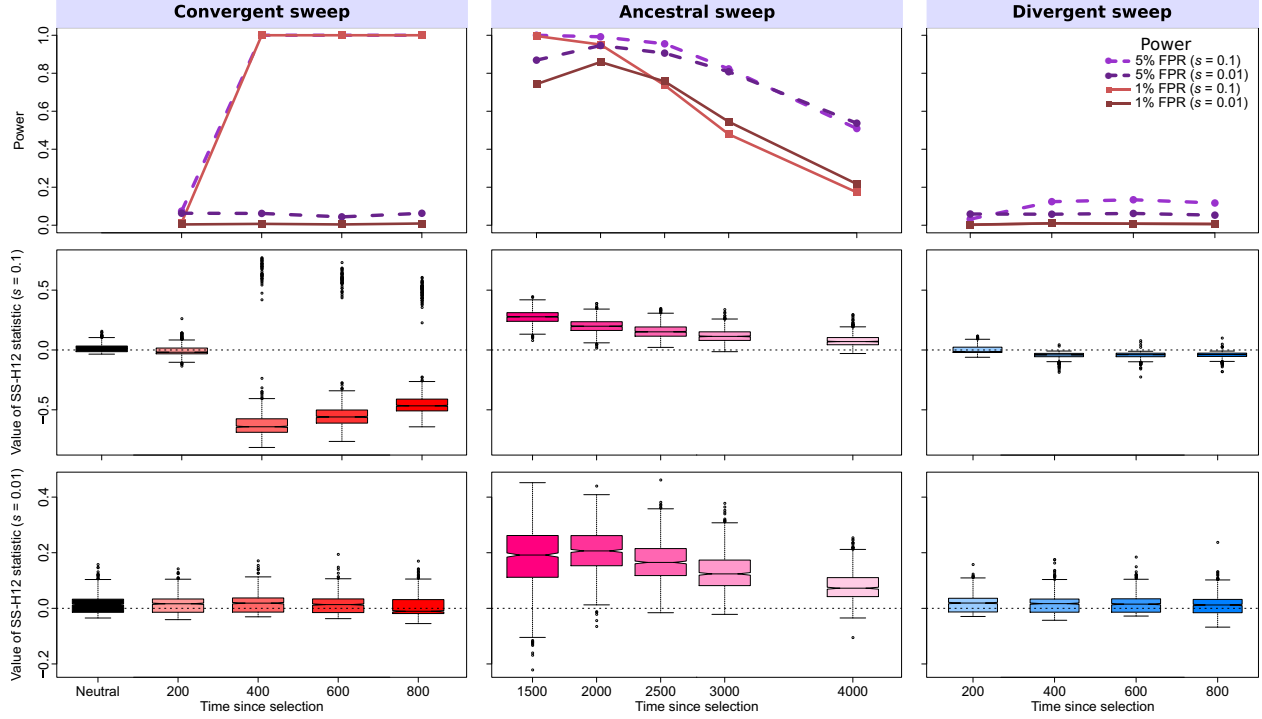 Convergent sweep
Ancestral sweep
Divergent sweep
Power
1.0
0.8
0.6
0.4
0.2
0.0
Power
5% FPR (s = 0.1)
5% FPR (s = 0.01)
1% FPR (s = 0.1)
1% FPR (s = 0.01)
Value of SS-H12 statistic (s = 0.1)
0.5
0.0
−0.5
Value of SS-H12 statistic (s = 0.01)
0.4
0.2
0.0
−0.2
Neutral 200 400 600 800
Time since selection
1500 2000 2500 3000 4000
Time since selection
200 400 600 800
Time since selection